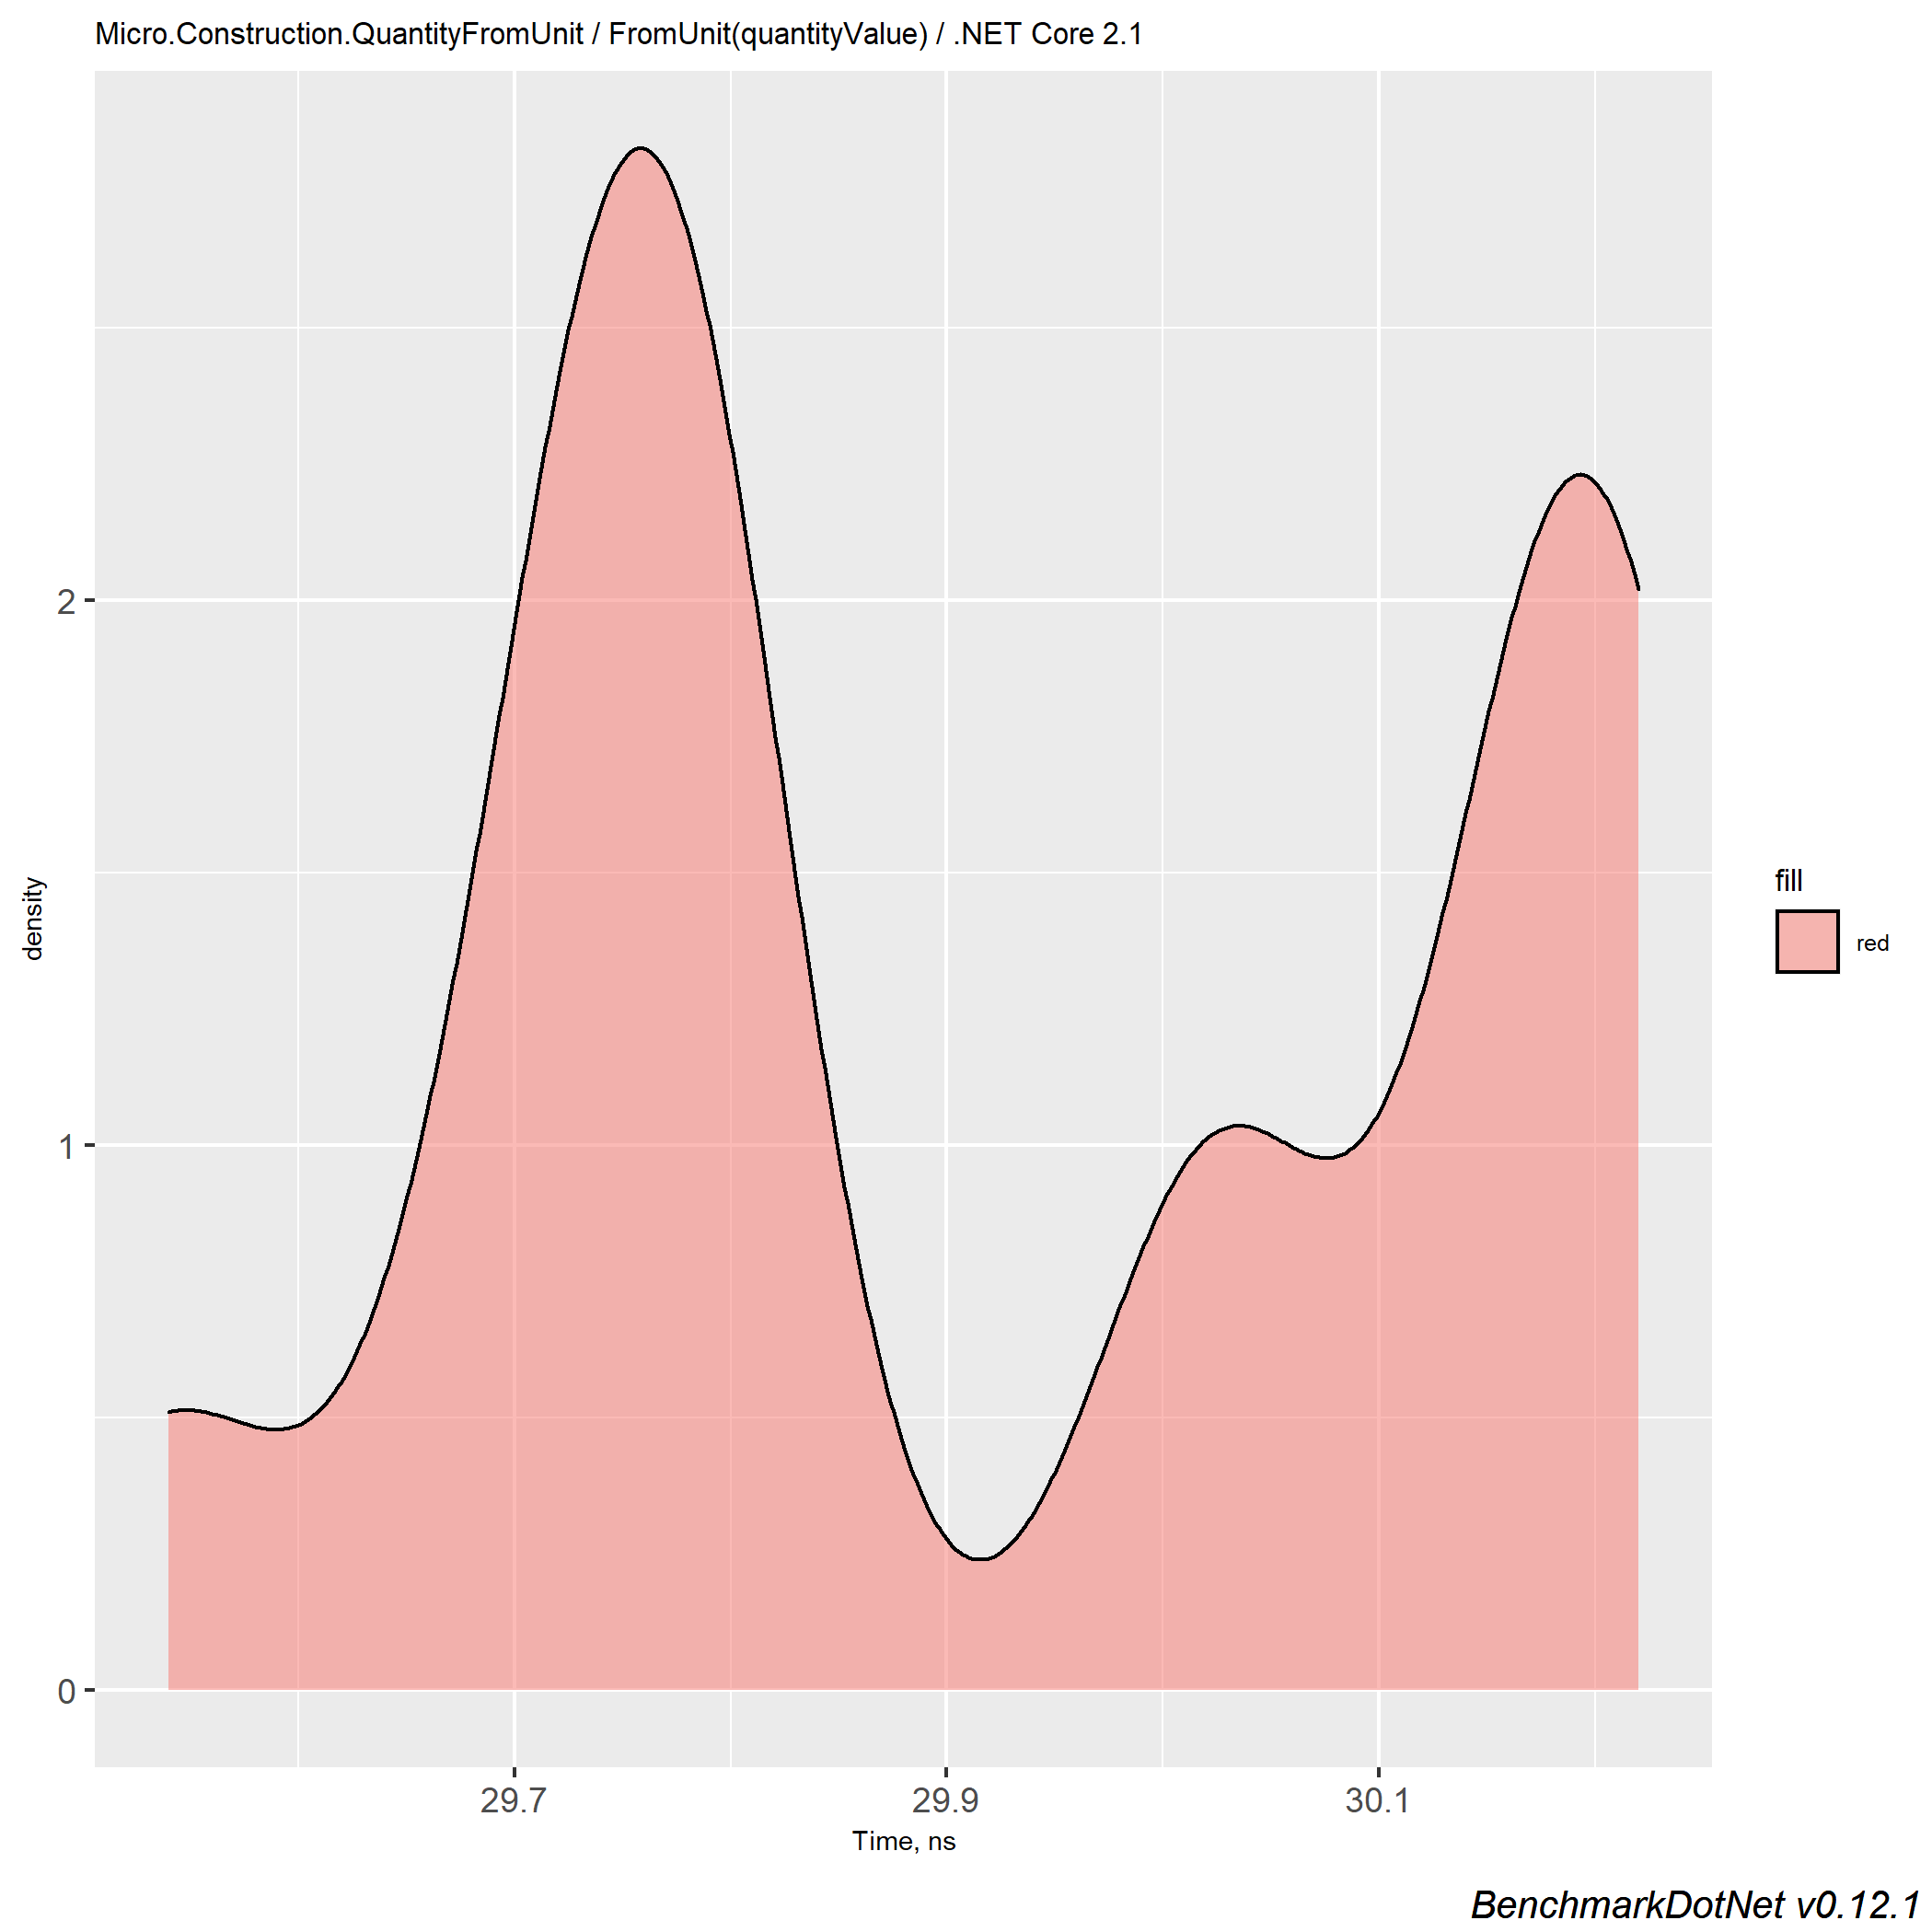 Micro.Construction.QuantityFromUnit / FromUnit(quantityValue) / .NET Core 2.1
density
2
1
0
29.7
29.9
30.1
Time, ns
fill
red
BenchmarkDotNet v0.12.1